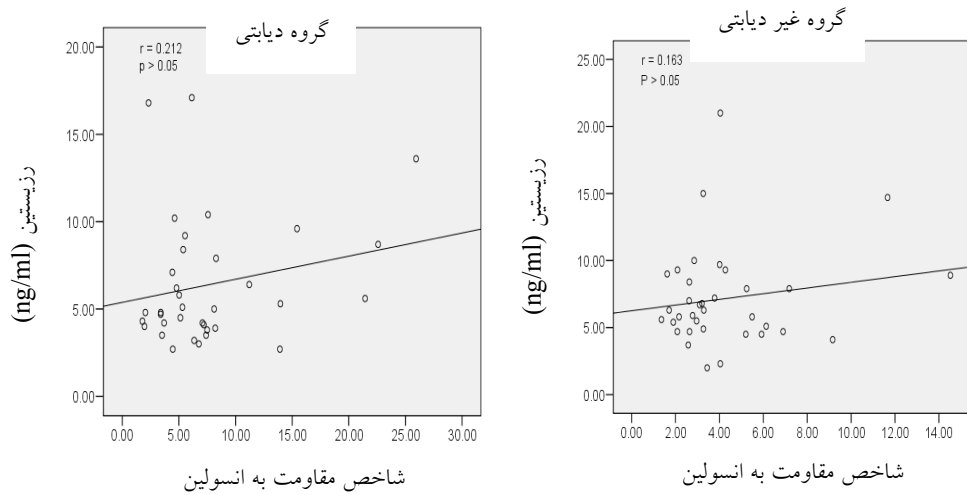 گروه دیابتی
r = 0.212
p > 0.05
20.00
15.00
10.00
5.00
0.00
رزیستین (ng/ml)
0.00 5.00 10.00 15.00 20.00 25.00 30.00
شاخص مقاومت به انسولین
گروه غیر دیابتی
r = 0.163
P > 0.05
25.00
20.00
15.00
10.00
5.00
0.00
رزیستین (ng/ml)
0.00 2.00 4.00 6.00 8.00 10.00 12.00 14.00
شاخص مقاومت به انسولین